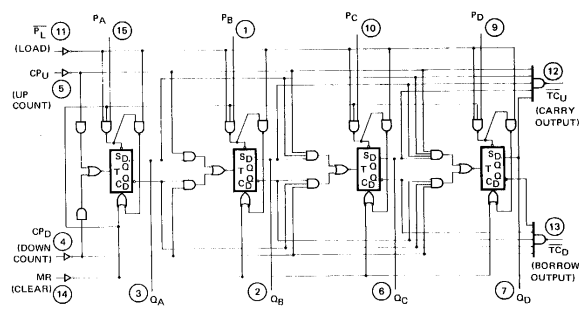 P̅L̅ 11
(LOAD)
CPU
5
(UP
COUNT)
PA
15
PB
1
PC
10
PD
9
12
T̅C̅U
(CARRY
OUTPUT)
SD
Q
T
Q
CD
SD
Q
T
Q
CD
SD
Q
T
Q
CD
SD
Q
T
Q
CD
CPD
4
(DOWN
COUNT)
MR
(CLEAR)
14
3 QA
2 QB
6 QC
7 QD
13
T̅C̅D
(BORROW
OUTPUT)